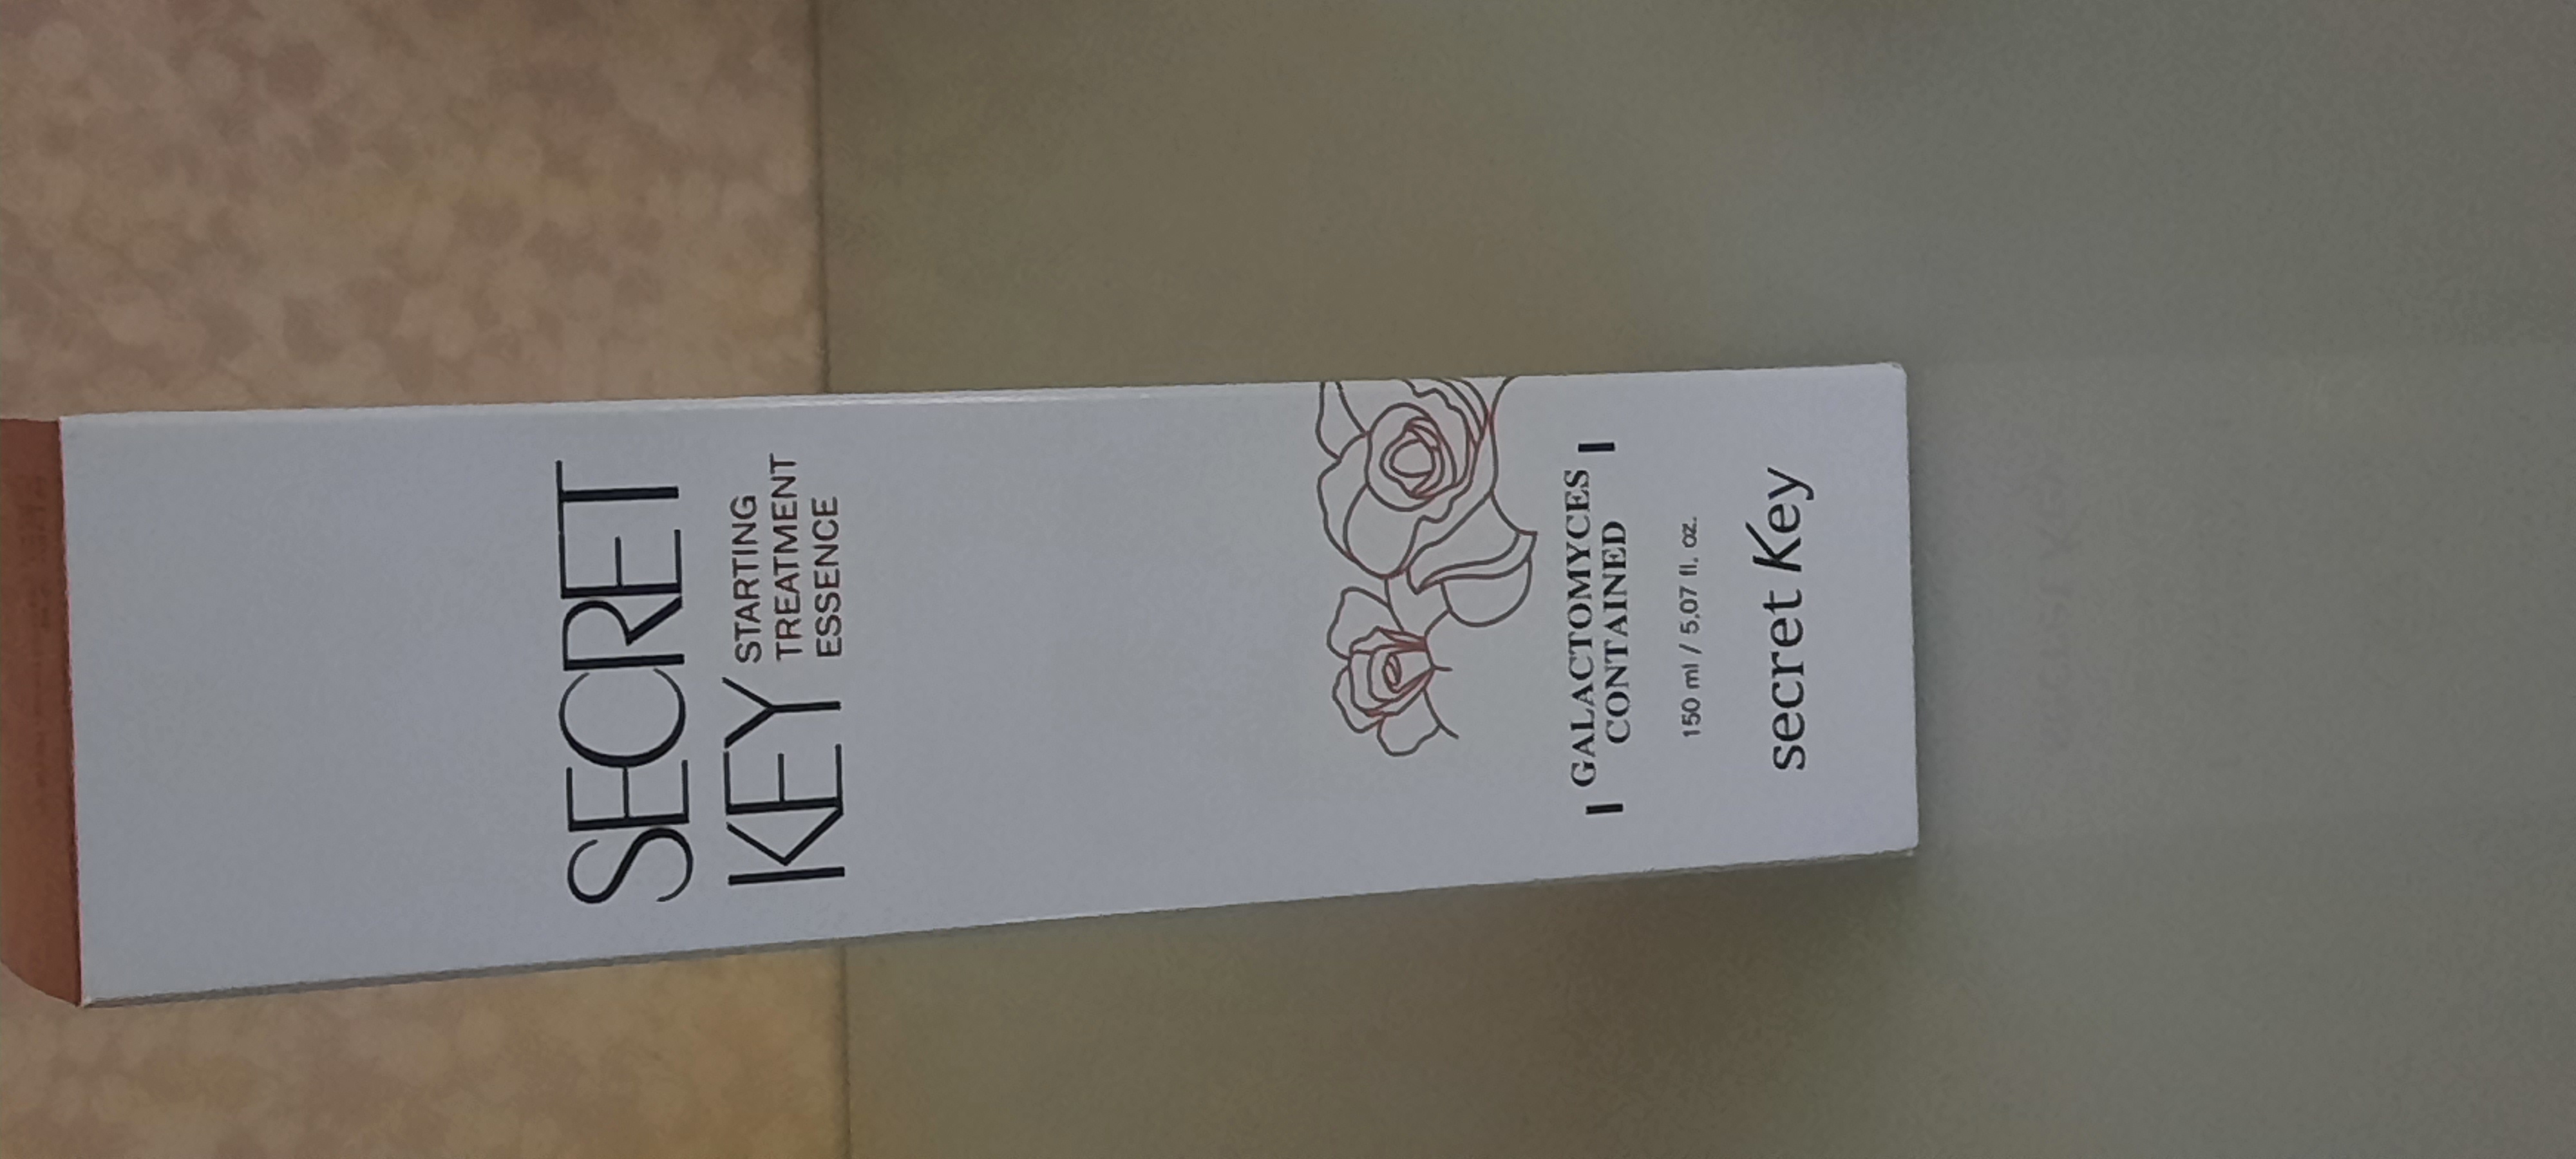 SECRET
KEY STARTING
TREATMENT
ESSENCE
GALACTOMYCES
CONTAINED
150 ml / 5.07 fl. oz.
secret Key